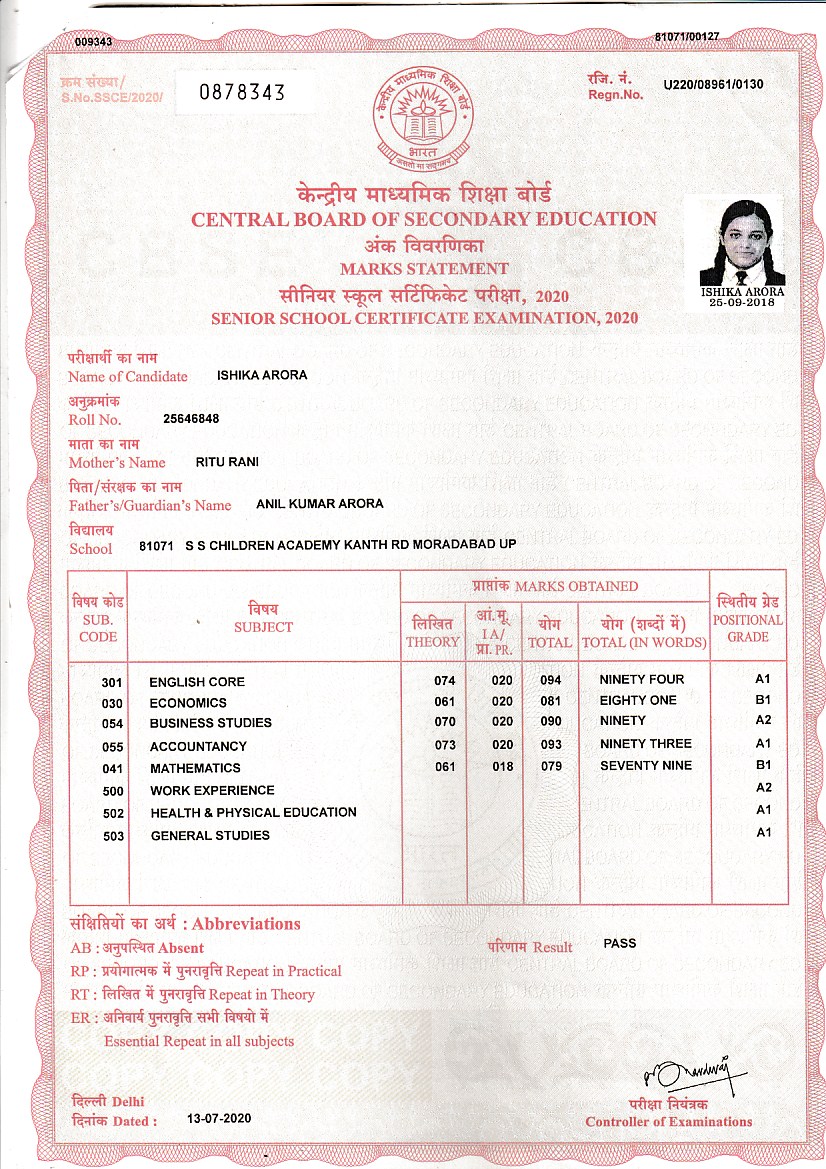 009343
81071/00127
क्रम संख्या/
S.No.SSCE/2020/
0878343
केन्द्रीय माध्यमिक शिक्षा बोर्ड
भारत
असतो मा सद्गमय
रजि. नं.
Regn.No.
U220/08961/0130
केन्द्रीय माध्यमिक शिक्षा बोर्ड
CENTRAL BOARD OF SECONDARY EDUCATION
अंक विवरणिका
MARKS STATEMENT
सीनियर स्कूल सर्टिफिकेट परीक्षा, 2020
SENIOR SCHOOL CERTIFICATE EXAMINATION, 2020
ISHIKA ARORA
25-09-2018
परीक्षार्थी का नाम
Name of Candidate ISHIKA ARORA
अनुक्रमांक
Roll No. 25646848
माता का नाम
Mother's Name RITU RANI
पिता/संरक्षक का नाम
Father's/Guardian's Name ANIL KUMAR ARORA
विद्यालय
School 81071 S S CHILDREN ACADEMY KANTH RD MORADABAD UP
विषय कोड
SUB.
CODE
विषय
SUBJECT
प्राप्तांक MARKS OBTAINED
लिखित
THEORY
आं.मू.
I A/
प्रा. PR.
योग
TOTAL
योग (शब्दों में)
TOTAL (IN WORDS)
स्थितीय ग्रेड
POSITIONAL
GRADE
301 ENGLISH CORE 074 020 094 NINETY FOUR A1
030 ECONOMICS 061 020 081 EIGHTY ONE B1
054 BUSINESS STUDIES 070 020 090 NINETY A2
055 ACCOUNTANCY 073 020 093 NINETY THREE A1
041 MATHEMATICS 061 018 079 SEVENTY NINE B1
500 WORK EXPERIENCE A2
502 HEALTH & PHYSICAL EDUCATION A1
503 GENERAL STUDIES A1
संक्षिप्तियों का अर्थ : Abbreviations
AB : अनुपस्थित Absent
परिणाम Result PASS
RP : प्रयोगात्मक में पुनरावृत्ति Repeat in Practical
RT : लिखित में पुनरावृत्ति Repeat in Theory
ER : अनिवार्य पुनरावृत्ति सभी विषयो में
Essential Repeat in all subjects
दिल्ली Delhi
दिनांक Dated : 13-07-2020
परीक्षा नियंत्रक
Controller of Examinations